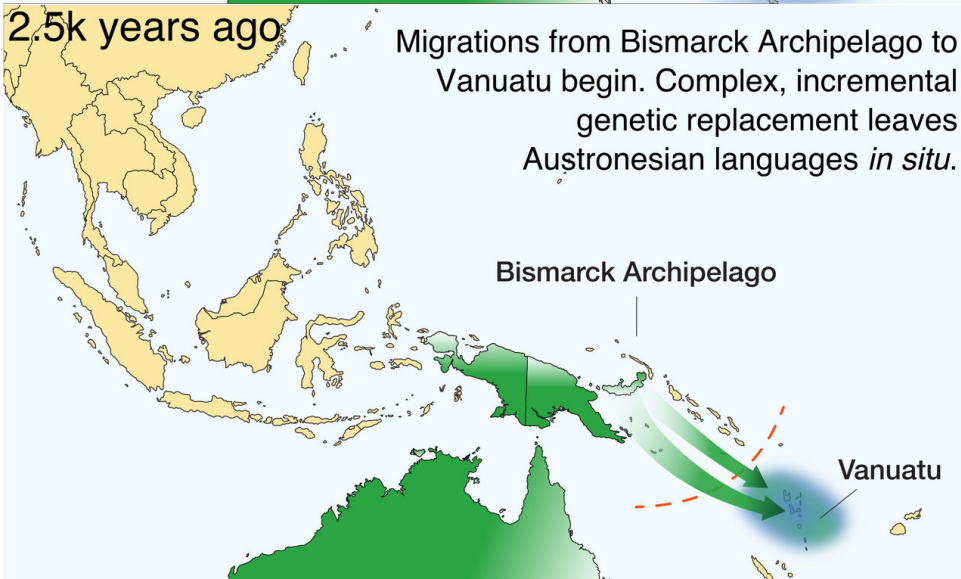 2.5k years ago
Migrations from Bismarck Archipelago to
Vanuatu begin. Complex, incremental
genetic replacement leaves
Austronesian languages in situ.
Bismarck Archipelago
Vanuatu